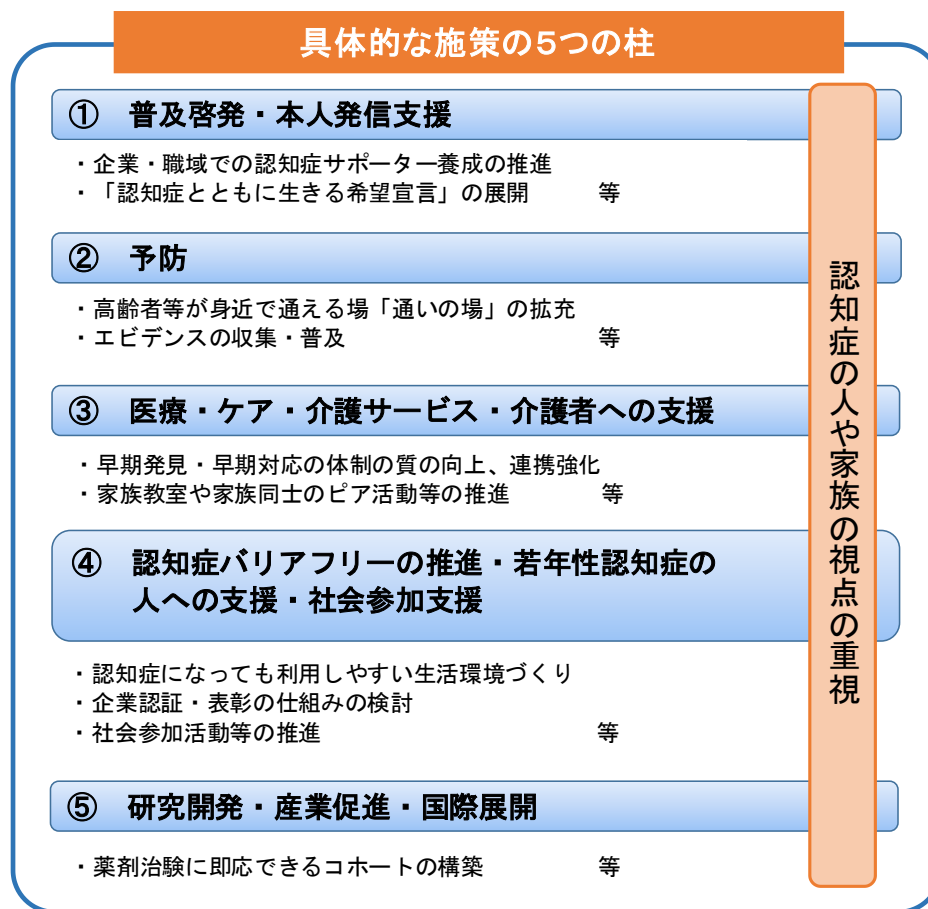 具体的な施策の5つの柱
① 普及啓発・本人発信支援
・企業・職域での認知症サポーター養成の推進
・「認知症とともに生きる希望宣言」の展開 等
② 予防
・高齢者等が身近で通える場「通いの場」の拡充
・エビデンスの収集・普及 等
③ 医療・ケア・介護サービス・介護者への支援
・早期発見・早期対応の体制の質の向上、連携強化
・家族教室や家族同士のピア活動等の推進 等
④ 認知症バリアフリーの推進・若年性認知症の
人への支援・社会参加支援
・認知症になっても利用しやすい生活環境づくり
・企業認証・表彰の仕組みの検討
・社会参加活動等の推進 等
⑤ 研究開発・産業促進・国際展開
・薬剤治験に即応できるコホートの構築 等
認知症の人や家族の視点の重視